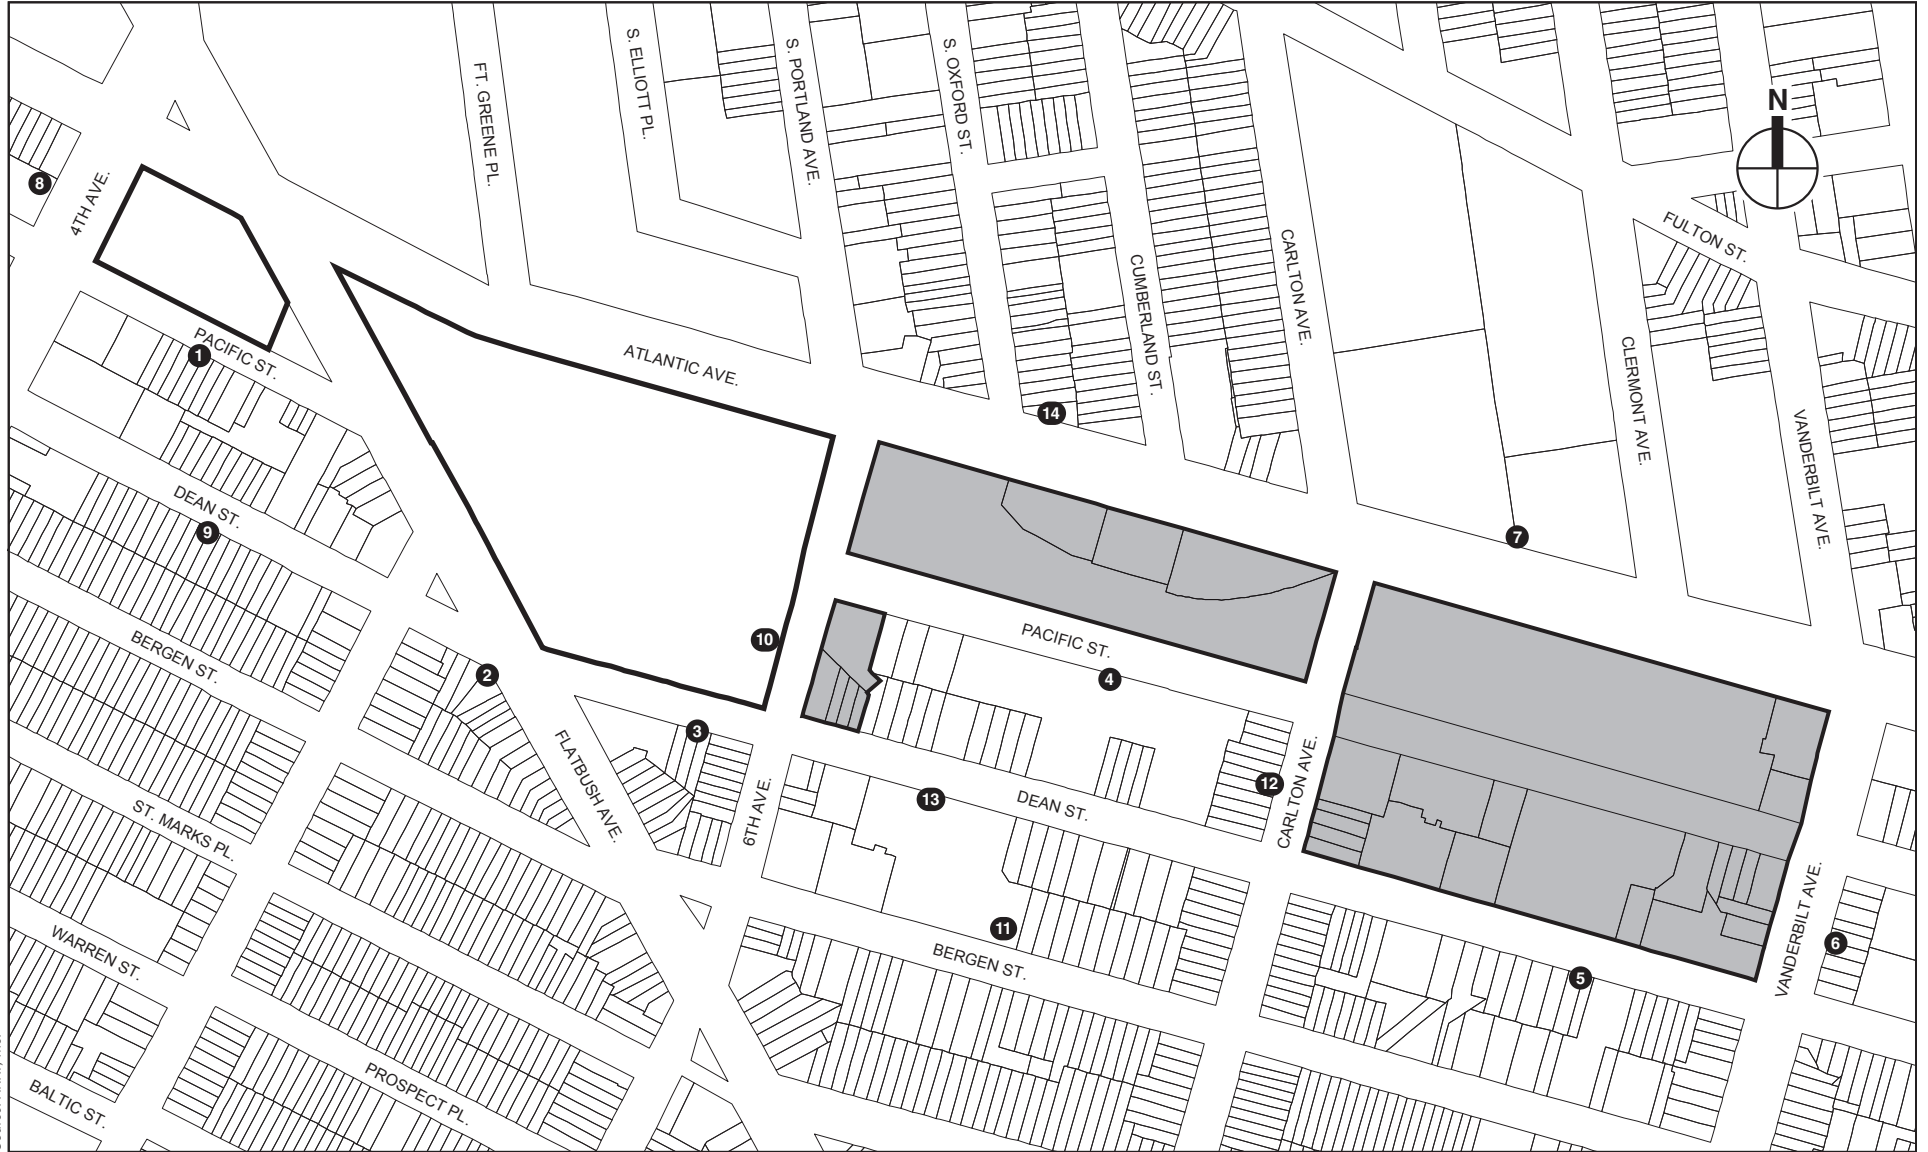 N
FT. GREENE PL.
S. ELLIOTT PL.
S. PORTLAND AVE.
S. OXFORD ST.
CUMBERLAND ST.
CARLTON AVE.
CLERMONT AVE.
FULTON ST.
VANDERBILT AVE.
8
4TH AVE.
PACIFIC ST.
1
ATLANTIC AVE.
14
7
DEAN ST.
9
BERGEN ST.
2
10
PACIFIC ST.
4
FLATBUSH AVE.
3
6TH AVE.
13
DEAN ST.
12
CARLTON AVE.
ST. MARKS PL.
WARREN ST.
11
BERGEN ST.
5
VANDERBILT AVE.
6
PROSPECT PL.
BALTIC ST.